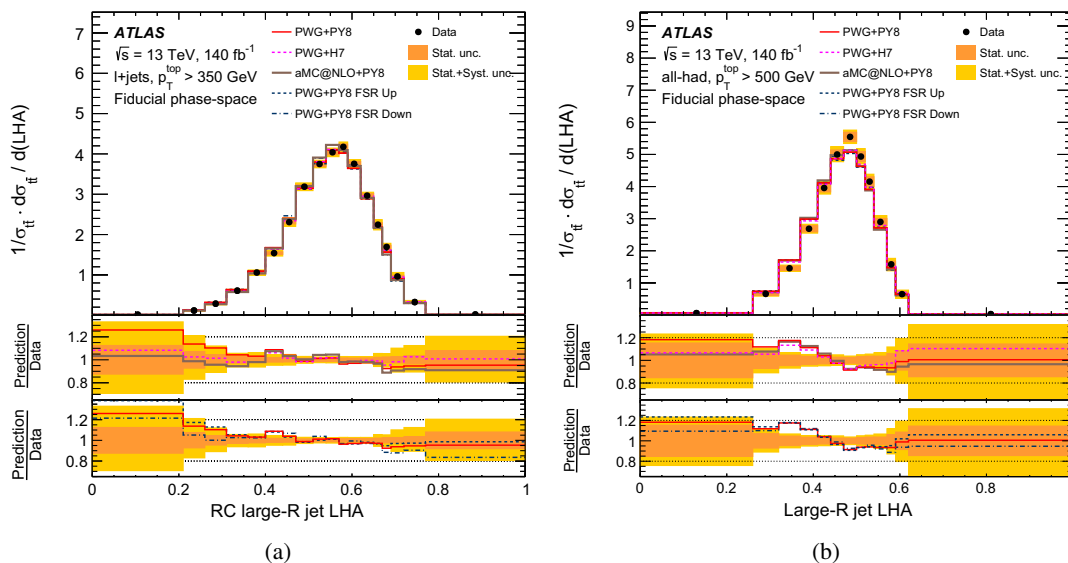 ATLAS
√s = 13 TeV, 140 fb⁻¹
l+jets, p_T^top > 350 GeV
Fiducial phase-space
PWG+PY8
PWG+H7
aMC@NLO+PY8
PWG+PY8 FSR Up
PWG+PY8 FSR Down
Data
Stat. unc.
Stat.+Syst. unc.
1/σ_tt̄ · dσ_tt̄ / d(LHA)
7
6
5
4
3
2
1
Prediction
Data
1.2
1
0.8
Prediction
Data
1.2
1
0.8
0 0.2 0.4 0.6 0.8 1
RC large-R jet LHA
(a)
ATLAS
√s = 13 TeV, 140 fb⁻¹
all-had, p_T^top > 500 GeV
Fiducial phase-space
PWG+PY8
PWG+H7
aMC@NLO+PY8
PWG+PY8 FSR Up
PWG+PY8 FSR Down
Data
Stat. unc.
Stat.+Syst. unc.
1/σ_tt̄ · dσ_tt̄ / d(LHA)
9
8
7
6
5
4
3
2
1
Prediction
Data
1.2
1
0.8
Prediction
Data
1.2
1
0.8
0 0.2 0.4 0.6 0.8
Large-R jet LHA
(b)